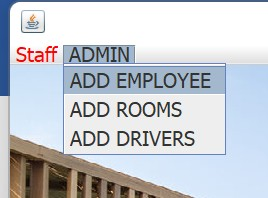 Staff ADMIN
ADD EMPLOYEE
ADD ROOMS
ADD DRIVERS